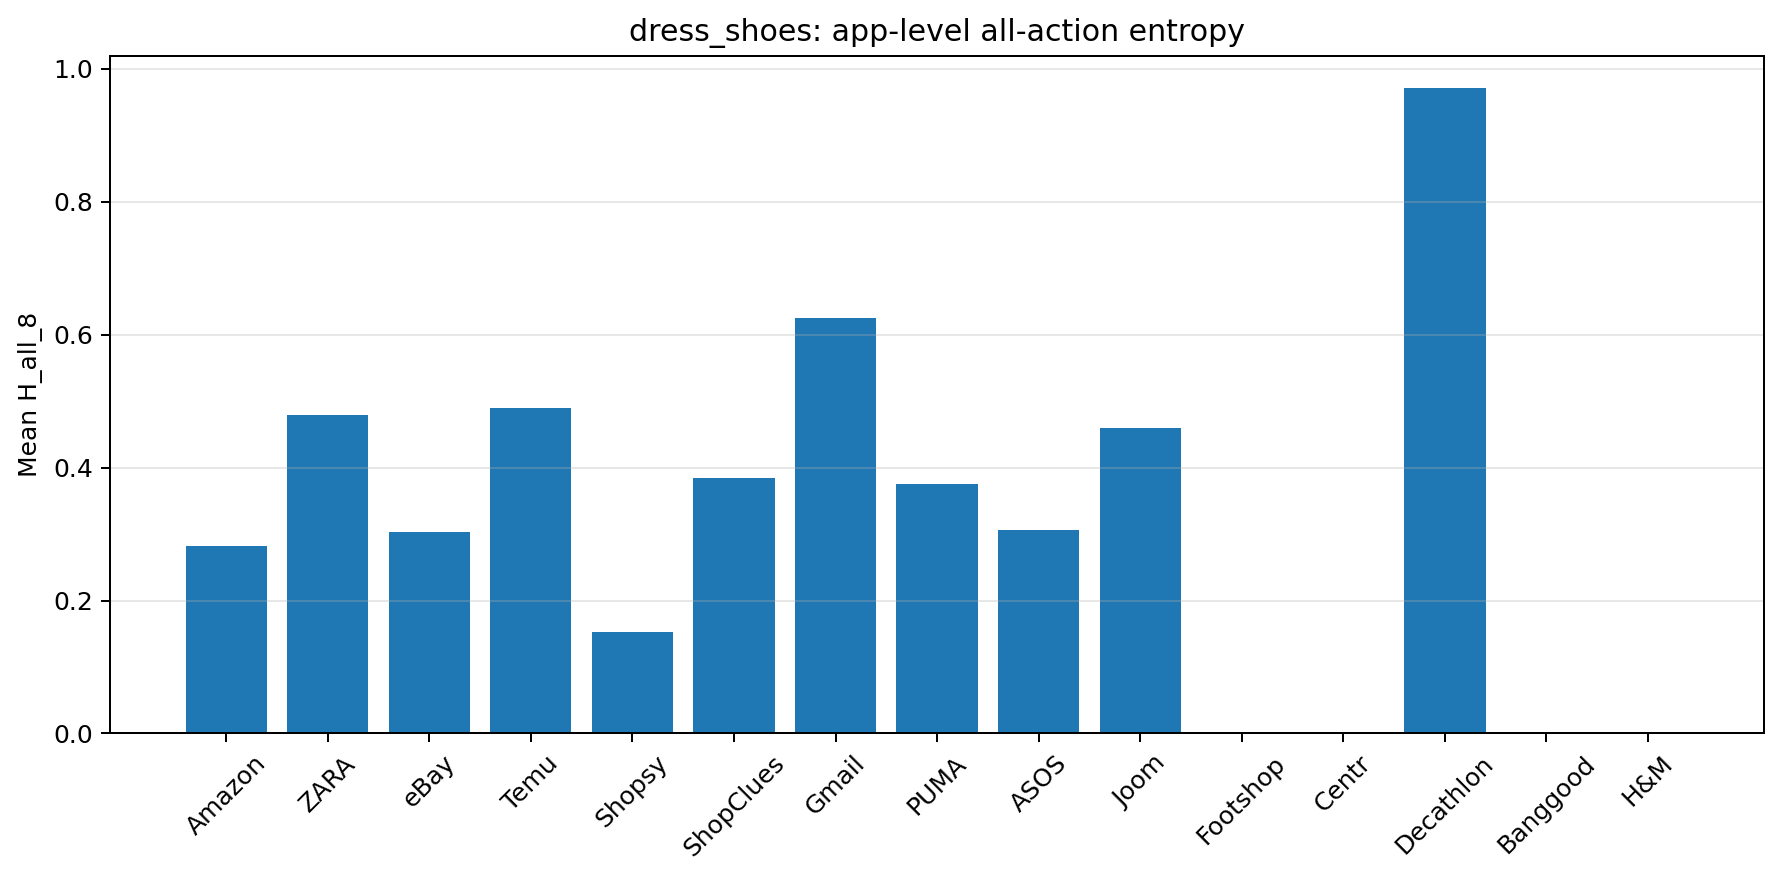 dress_shoes: app-level all-action entropy
Mean H_all_8
1.0
0.8
0.6
0.4
0.2
0.0
Amazon
ZARA
eBay
Temu
Shopsy
ShopClues
Gmail
PUMA
ASOS
Joom
Footshop
Centr
Decathlon
Banggood
H&M